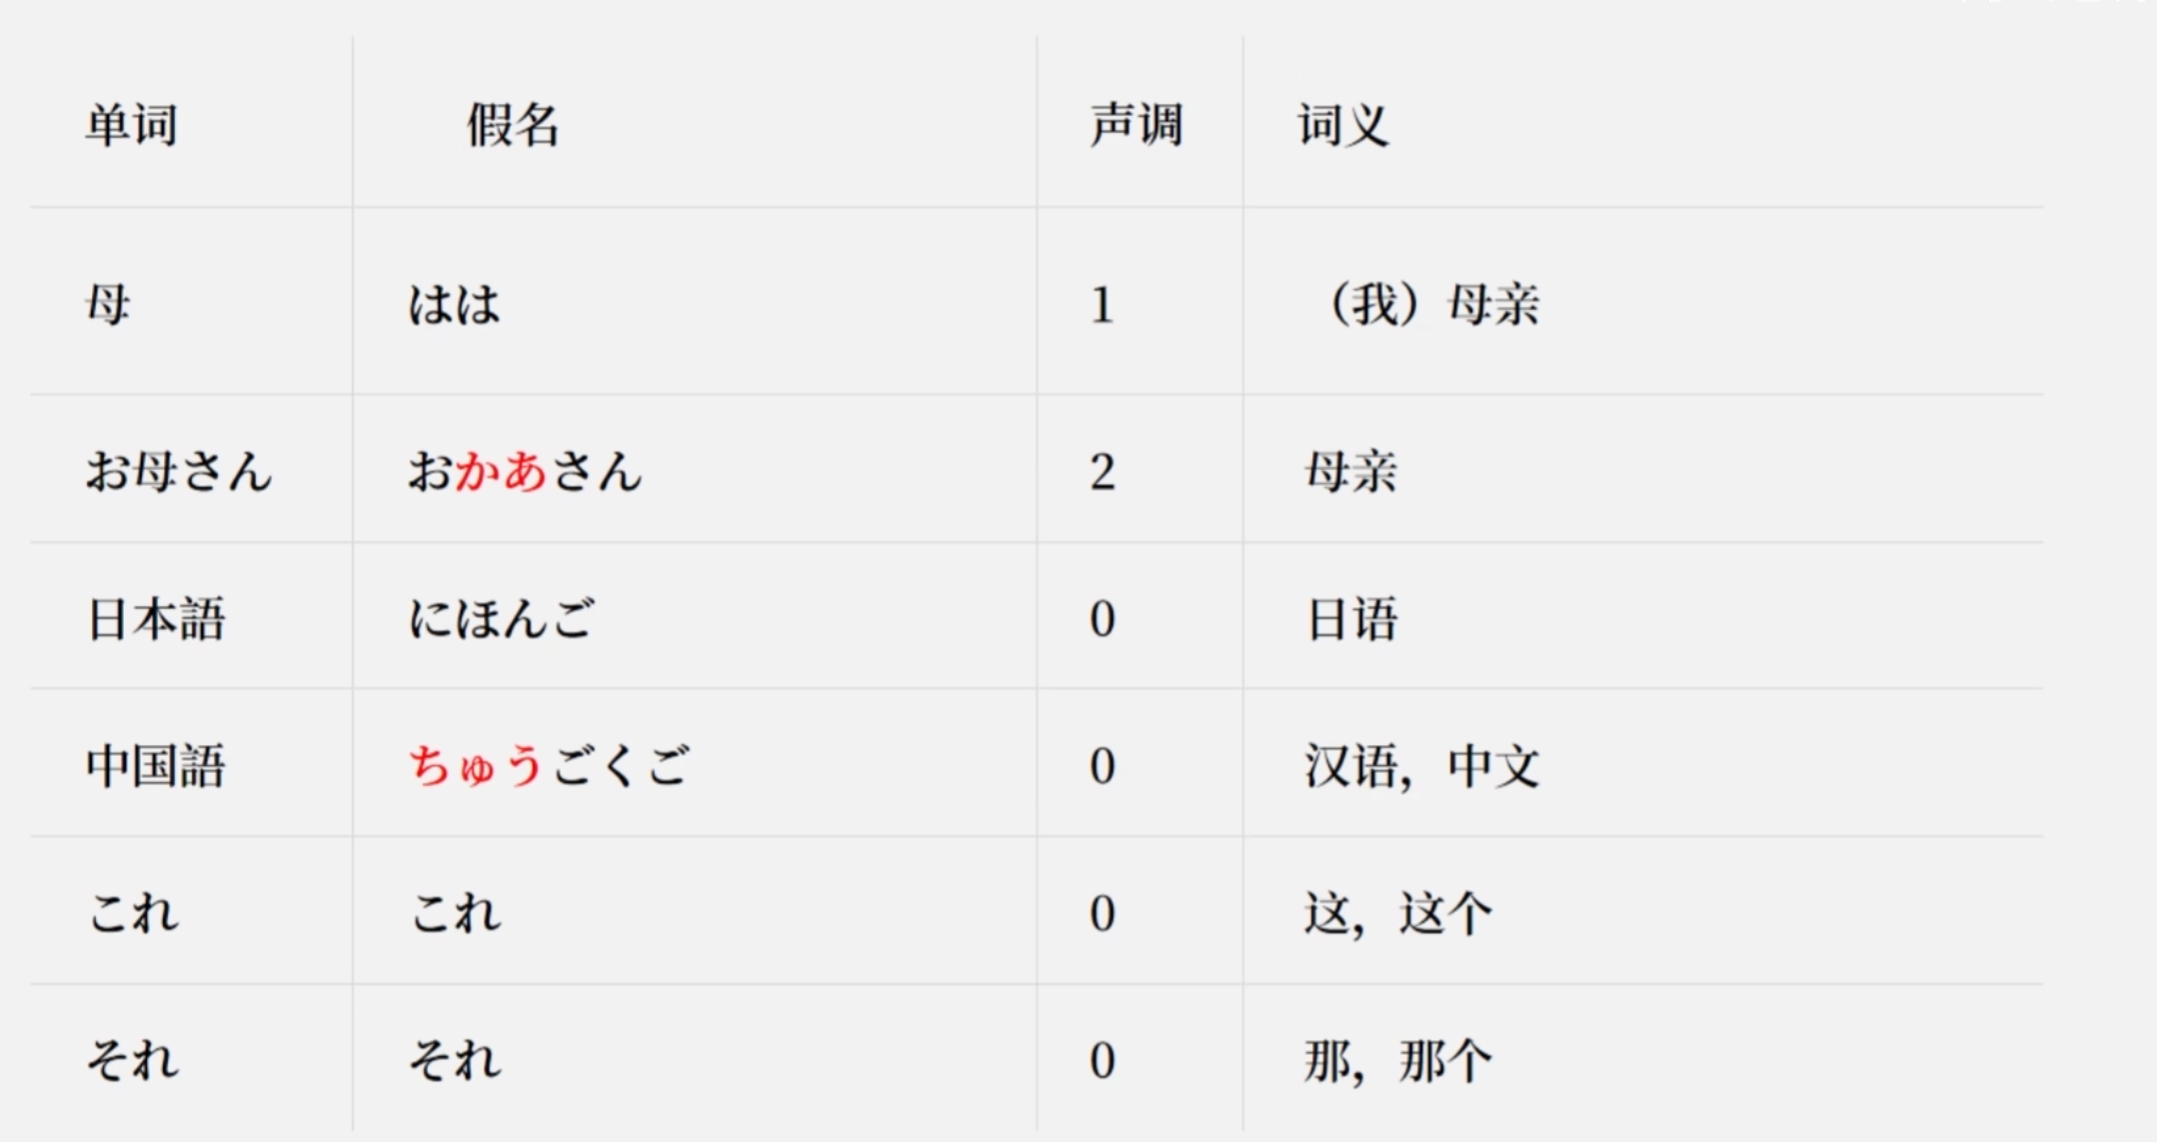 单词 假名 声调 词义
母 はは 1 （我）母亲
お母さん おかあさん 2 母亲
日本語 にほんご 0 日语
中国語 ちゅうごくご 0 汉语，中文
これ これ 0 这，这个
それ それ 0 那，那个